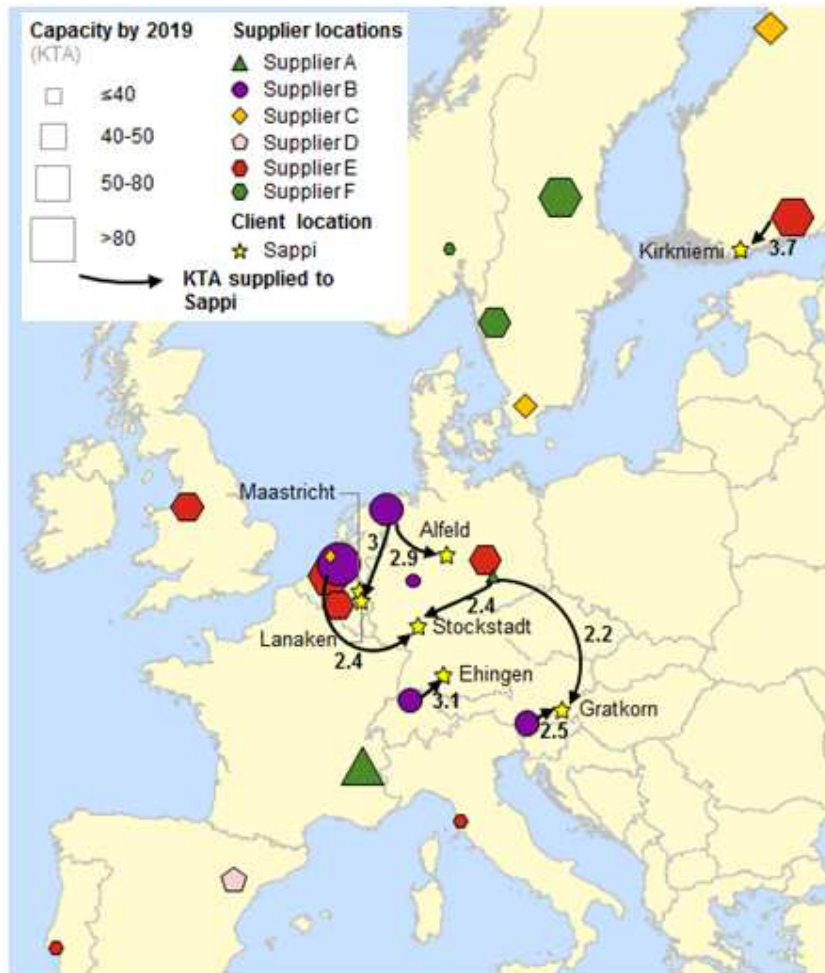 Capacity by 2019
(KTA)
≤40
40-50
50-80
>80
Supplier locations
Supplier A
Supplier B
Supplier C
Supplier D
Supplier E
Supplier F
Client location
Sappi
KTA supplied to
Sappi
Kirkniemi
3.7
Maastricht
Alfeld
3
2.9
2.4
Lanaken
Stockstadt
2.2
2.4
Ehingen
3.1
Gratkorn
2.5